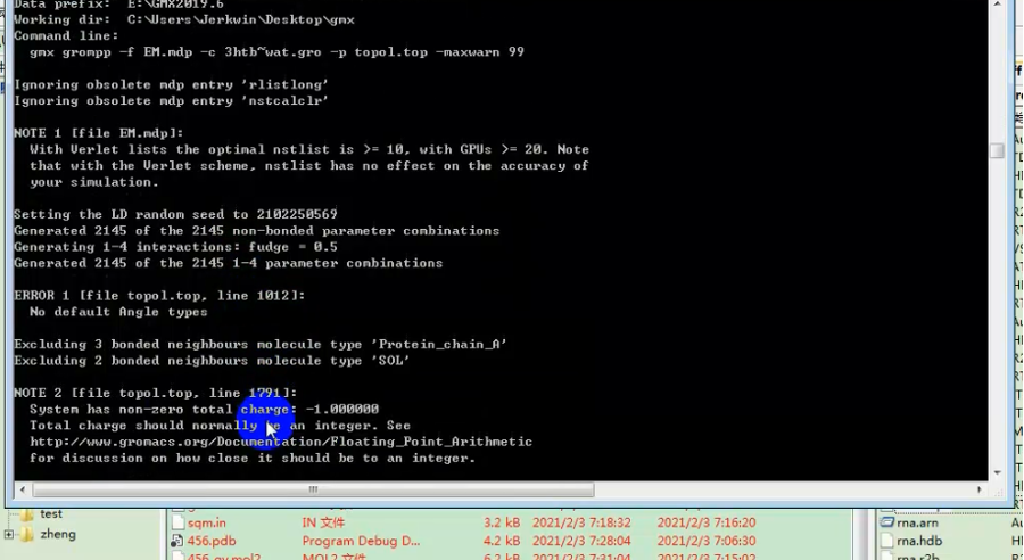 Data prefix: E:\GMX2019.6
Working dir: C:\Users\Jerkwin\Desktop\gmx
Command line:
gmx grompp -f EM.mdp -c 3htb~wat.gro -p topol.top -maxwarn 99
Ignoring obsolete mdp entry 'rlistlong'
Ignoring obsolete mdp entry 'nstcalclr'
NOTE 1 [file EM.mdp]:
With Verlet lists the optimal nstlist is >= 10, with GPUs >= 20. Note
that with the Verlet scheme, nstlist has no effect on the accuracy of
your simulation.
Setting the LD random seed to 2102250569
Generated 2145 of the 2145 non-bonded parameter combinations
Generating 1-4 interactions: fudge = 0.5
Generated 2145 of the 2145 1-4 parameter combinations
ERROR 1 [file topol.top, line 1012]:
No default Angle types
Excluding 3 bonded neighbours molecule type 'Protein_chain_A'
Excluding 2 bonded neighbours molecule type 'SOL'
NOTE 2 [file topol.top, line 1791]:
System has non-zero total charge: -1.000000
Total charge should normally be an integer. See
http://www.gromacs.org/Documentation/Floating_Point_Arithmetic
for discussion on how close it should be to an integer.
test
zheng
sqm.in IN 文件 3.2 kB 2021/2/3 7:18:32 2021/2/3 7:16:20
456.pdb Program Debug D... 4.2 kB 2021/2/3 7:28:04 2021/2/3 7:06:30
rna.arn
rna.hdb